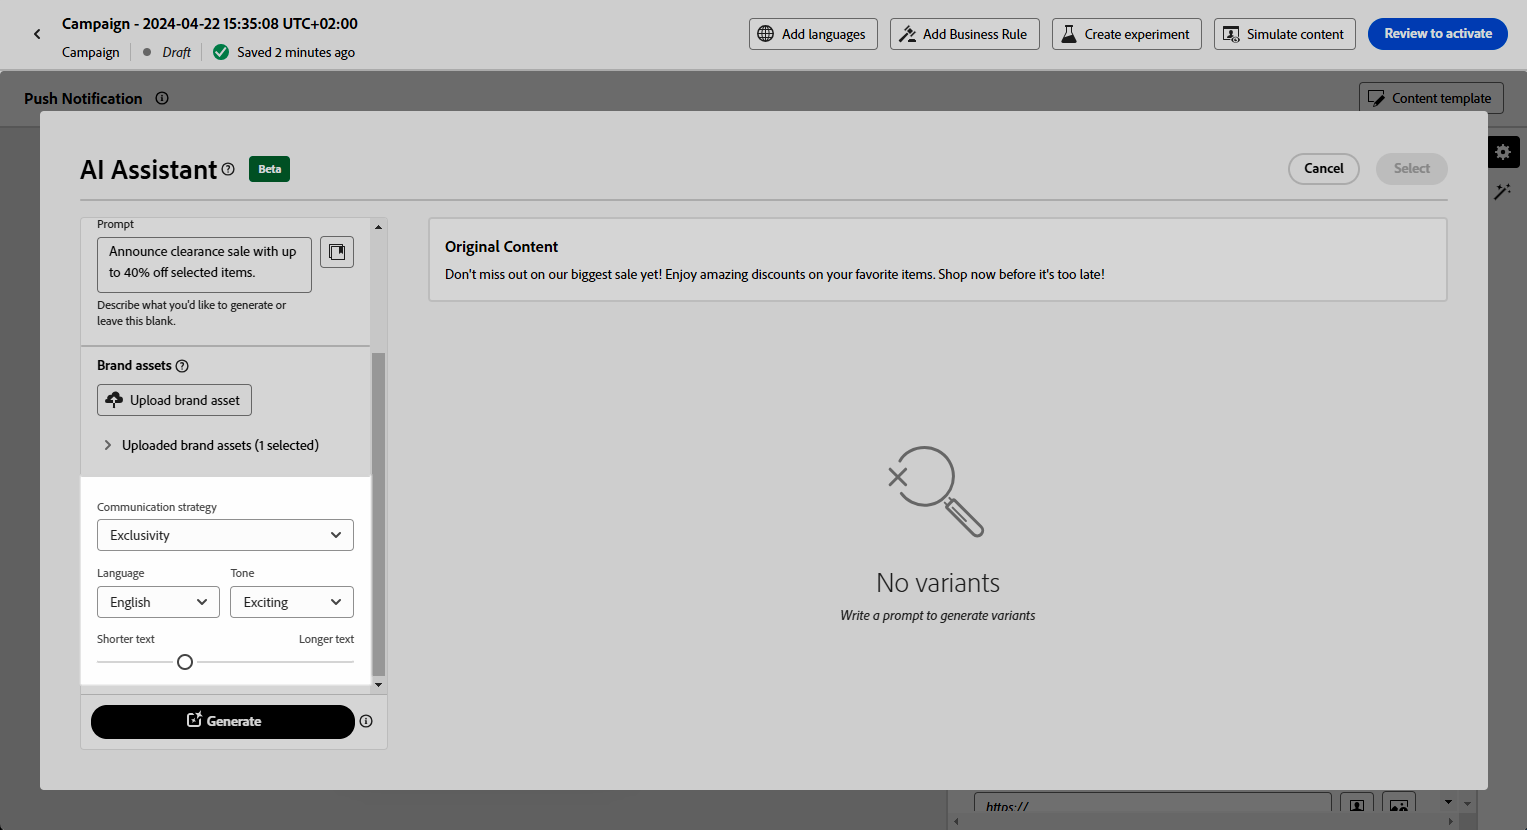 Campaign - 2024-04-22 15:35:08 UTC+02:00
Campaign Draft Saved 2 minutes ago
Add languages
Add Business Rule
Create experiment
Simulate content
Review to activate
Push Notification
Content template
AI Assistant
Beta
Cancel
Select
Prompt
Announce clearance sale with up
to 40% off selected items.
Describe what you'd like to generate or
leave this blank.
Brand assets
Upload brand asset
Uploaded brand assets (1 selected)
Communication strategy
Exclusivity
Language
Tone
English
Exciting
Shorter text
Longer text
Generate
Original Content
Don't miss out on our biggest sale yet! Enjoy amazing discounts on your favorite items. Shop now before it's too late!
No variants
Write a prompt to generate variants
https://